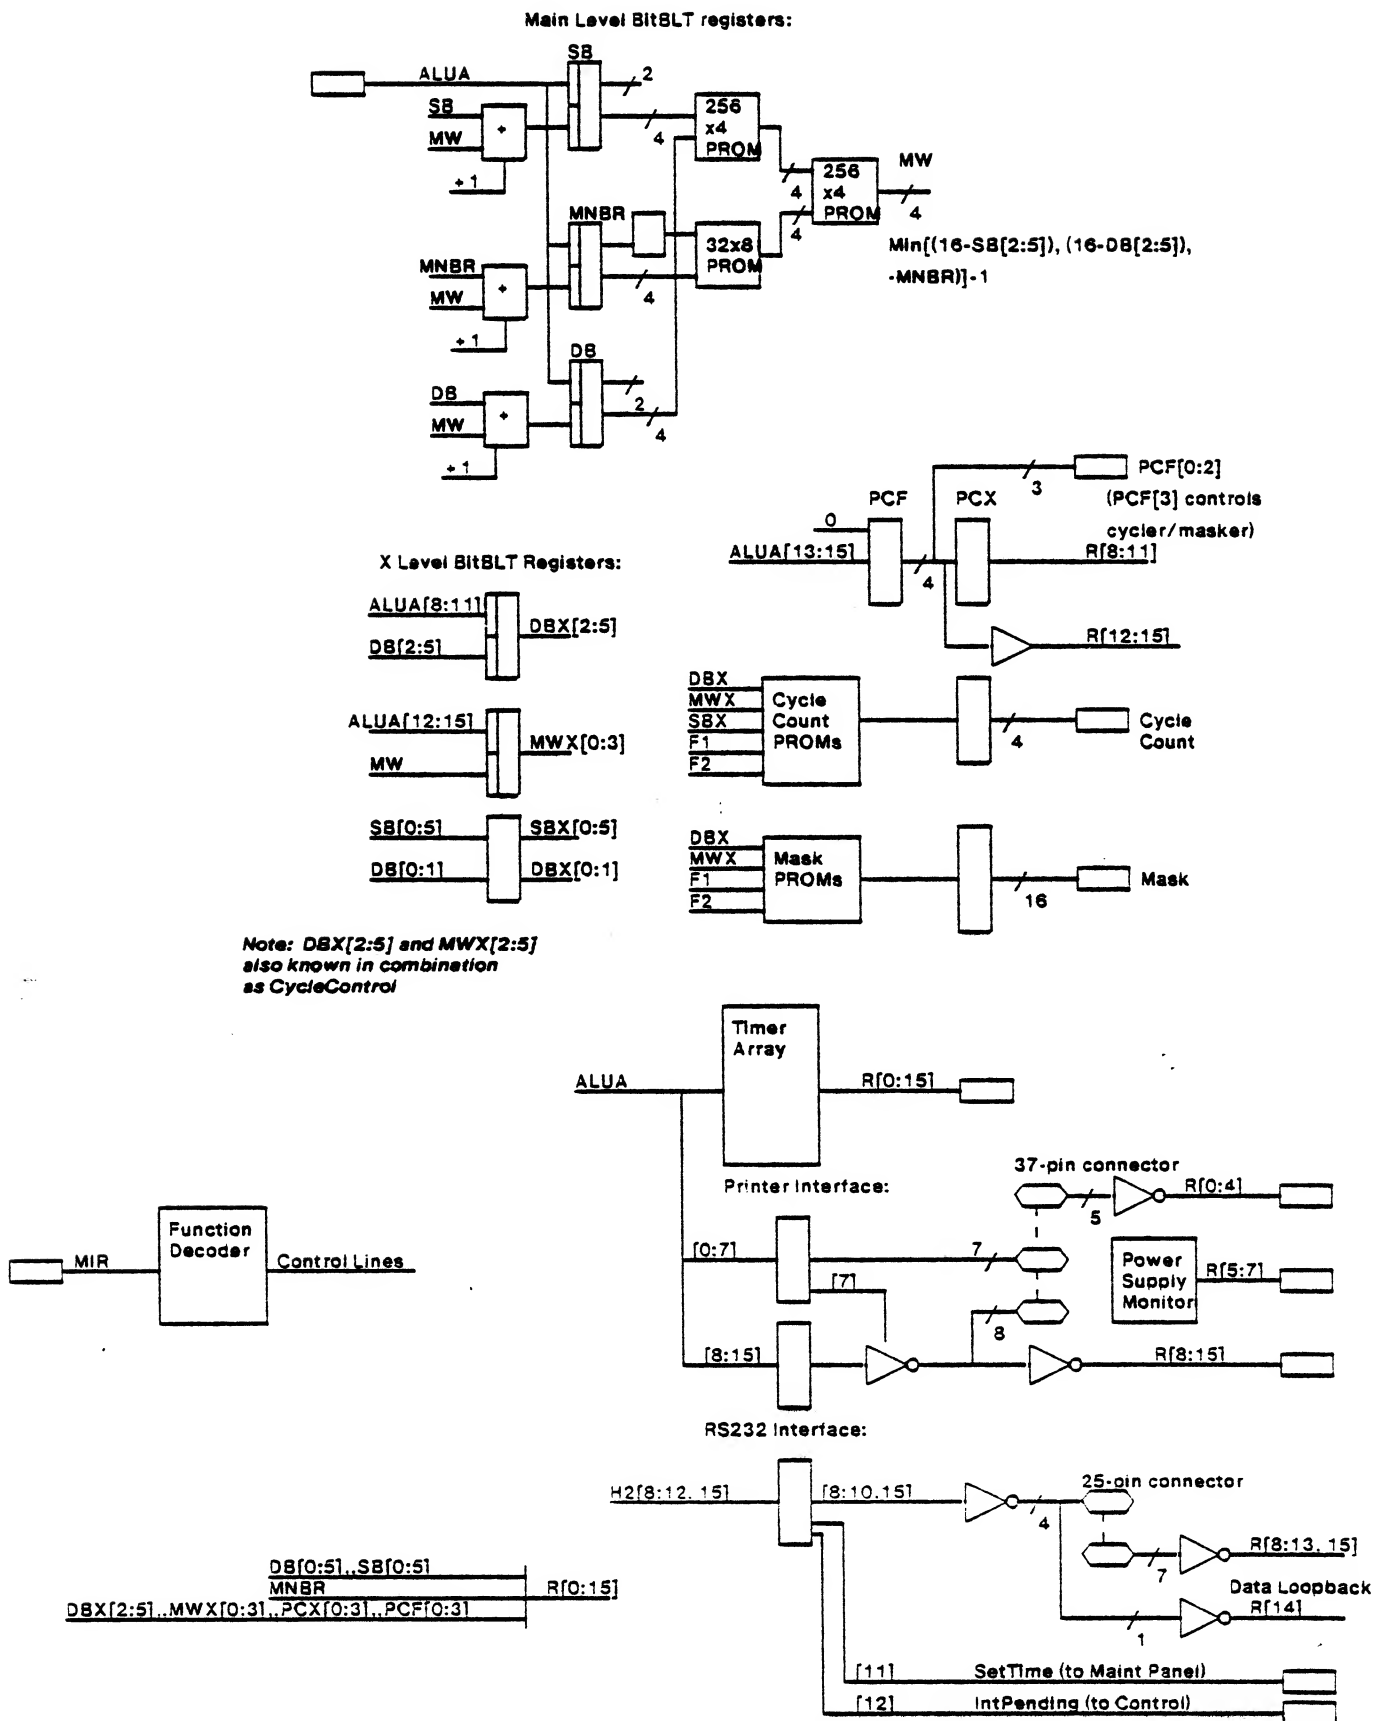 Main Level BitBLT registers:
SB
ALUA
2
SB
MW
+
+1
4
256
x4
PROM
4
256
x4
PROM
MW
4
MNBR
MNBR
MW
+
+1
4
32x8
PROM
4
Min[(16-SB[2:5]), (16-DB[2:5]),
-MNBR)]-1
DB
DB
MW
+
+1
2
4
PCF[0:2]
3
(PCF[3] controls
cycler/masker)
PCF
PCX
0
ALUA[13:15]
4
R[8:11]
R[12:15]
X Level BitBLT Registers:
ALUA[8:11]
DB[2:5]
DBX[2:5]
ALUA[12:15]
MW
MWX[0:3]
SB[0:5]
SBX[0:5]
DB[0:1]
DBX[0:1]
DBX
MWX
SBX
F1
F2
Cycle
Count
PROMs
4
Cycle
Count
DBX
MWX
F1
F2
Mask
PROMs
16
Mask
Note: DBX[2:5] and MWX[2:5]
also known in combination
as CycleControl
Timer
Array
ALUA
R[0:15]
Printer Interface:
37-pin connector
5
R[0:4]
MIR
Function
Decoder
Control Lines
[0:7]
7
[7]
Power
Supply
Monitor
R[5:7]
8
[8:15]
R[8:15]
RS232 Interface:
H2[8:12, 15]
[8:10,15]
4
25-pin connector
7
R[8:13, 15]
Data Loopback
1
R[14]
DB[0:5],,SB[0:5]
MNBR
R[0:15]
DBX[2:5],,MWX[0:3],,PCX[0:3],,PCF[0:3]
[11]
SetTime (to Maint Panel)
[12]
IntPending (to Control)